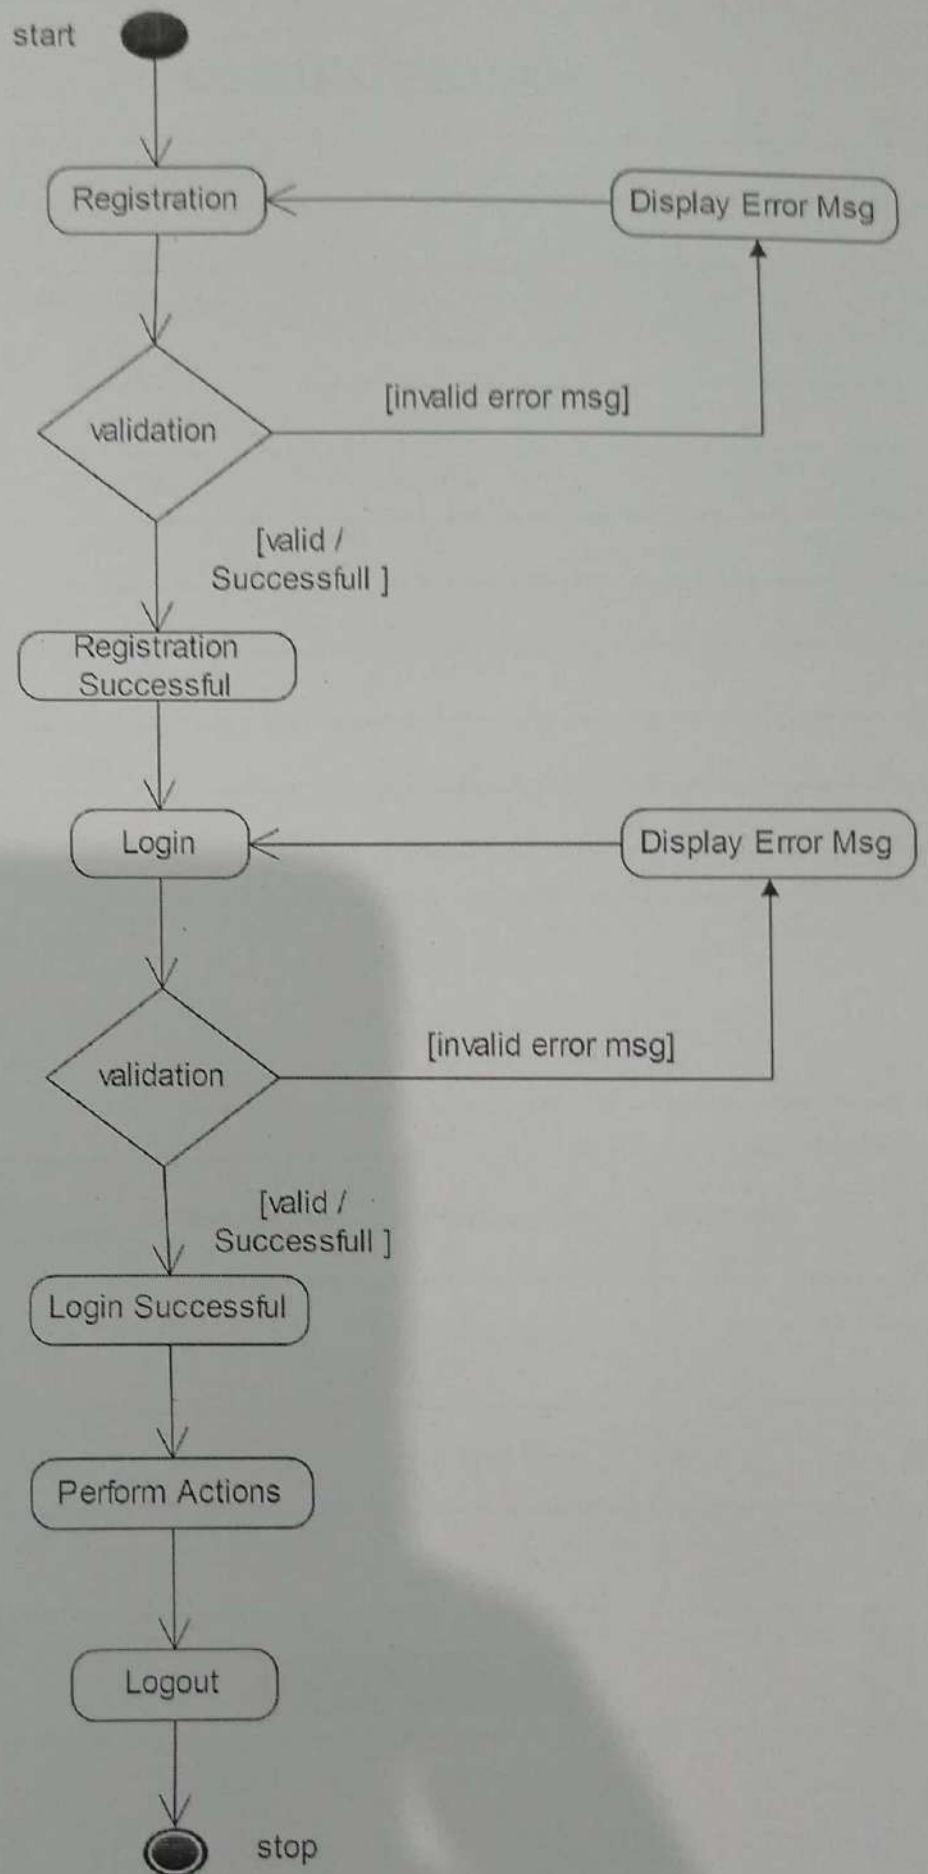 start
Registration
Display Error Msg
[invalid error msg]
validation
[valid /
Successfull ]
Registration
Successful
Login
Display Error Msg
[invalid error msg]
validation
[valid /
Successfull ]
Login Successful
Perform Actions
Logout
stop